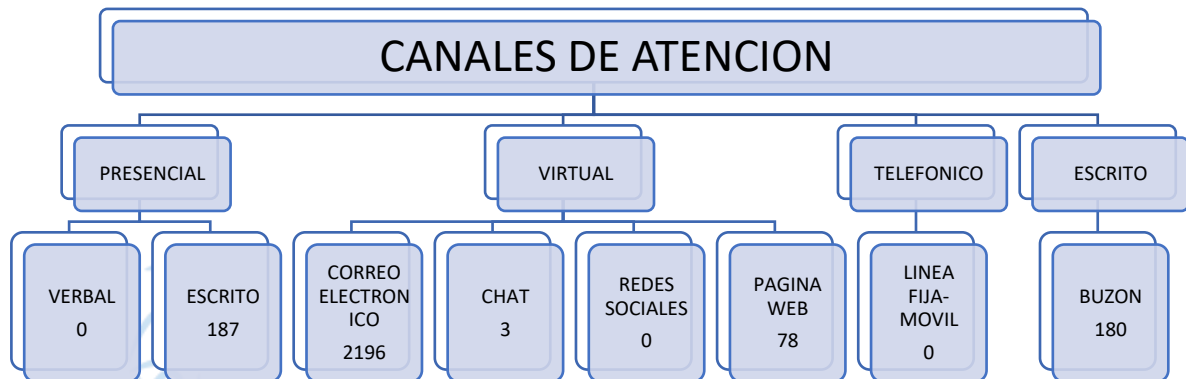 CANALES DE ATENCION
PRESENCIAL
VIRTUAL
TELEFONICO
ESCRITO
VERBAL
0
ESCRITO
187
CORREO
ELECTRON
ICO
2196
CHAT
3
REDES
SOCIALES
0
PAGINA
WEB
78
LINEA
FIJA-
MOVIL
0
BUZON
180